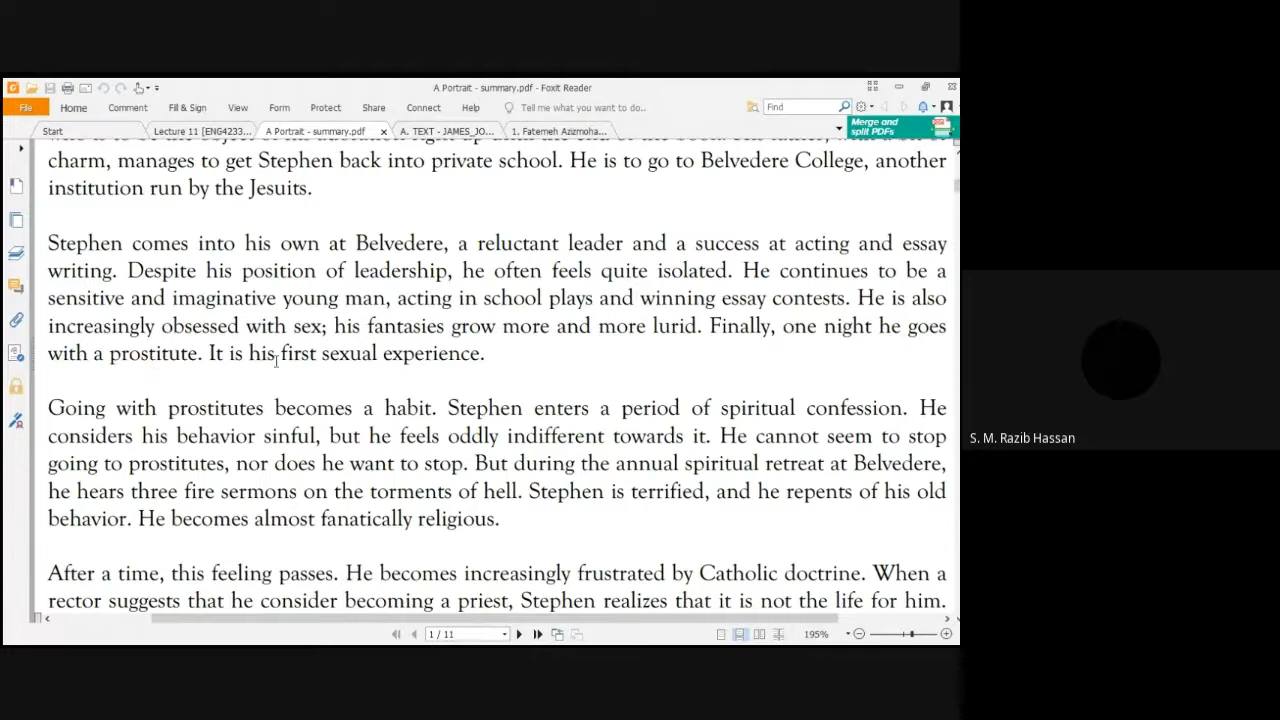 A Portrait - summary.pdf - Foxit Reader
File Home Comment Fill & Sign View Form Protect Share Connect Help Tell me what you want to do.. Find
Merge and
split PDFs
Start Lecture 11 [ENG4233... A Portrait - summary.pdf A. TEXT - JAMES_JO... 1. Fatemeh Azizmoha...
charm, manages to get Stephen back into private school. He is to go to Belvedere College, another
institution run by the Jesuits.
Stephen comes into his own at Belvedere, a reluctant leader and a success at acting and essay
writing. Despite his position of leadership, he often feels quite isolated. He continues to be a
sensitive and imaginative young man, acting in school plays and winning essay contests. He is also
increasingly obsessed with sex; his fantasies grow more and more lurid. Finally, one night he goes
with a prostitute. It is his first sexual experience.
Going with prostitutes becomes a habit. Stephen enters a period of spiritual confession. He
considers his behavior sinful, but he feels oddly indifferent towards it. He cannot seem to stop
going to prostitutes, nor does he want to stop. But during the annual spiritual retreat at Belvedere,
he hears three fire sermons on the torments of hell. Stephen is terrified, and he repents of his old
behavior. He becomes almost fanatically religious.
After a time, this feeling passes. He becomes increasingly frustrated by Catholic doctrine. When a
rector suggests that he consider becoming a priest, Stephen realizes that it is not the life for him.
1 / 11 195%
S. M. Razib Hassan